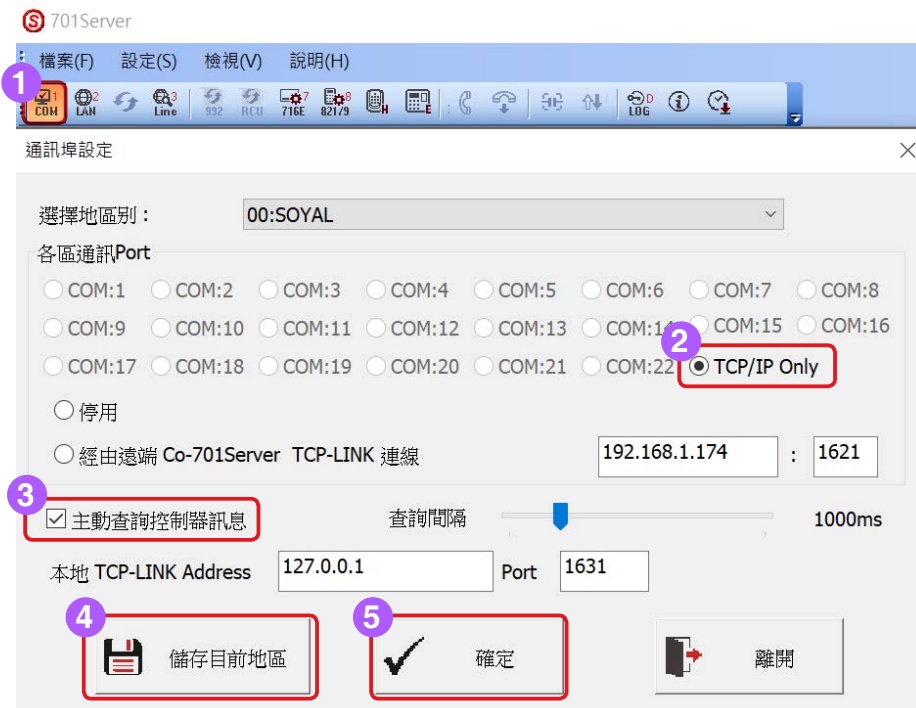 701Server
檔案(F) 設定(S) 檢視(V) 說明(H)
1
1 COM 2 LAN 3 Line 992 RCU 7 716E 8 821/9 H E D LOG
通訊埠設定
選擇地區别： 00:SOYAL
各區通訊Port
COM:1 COM:2 COM:3 COM:4 COM:5 COM:6 COM:7 COM:8
COM:9 COM:10 COM:11 COM:12 COM:13 COM:14 COM:15 COM:16
2
COM:17 COM:18 COM:19 COM:20 COM:21 COM:22 TCP/IP Only
停用
經由遠端 Co-701Server TCP-LINK 連線 192.168.1.174 : 1621
3
主動查詢控制器訊息 查詢間隔 1000ms
本地 TCP-LINK Address 127.0.0.1 Port 1631
4 5
儲存目前地區 確定 離開